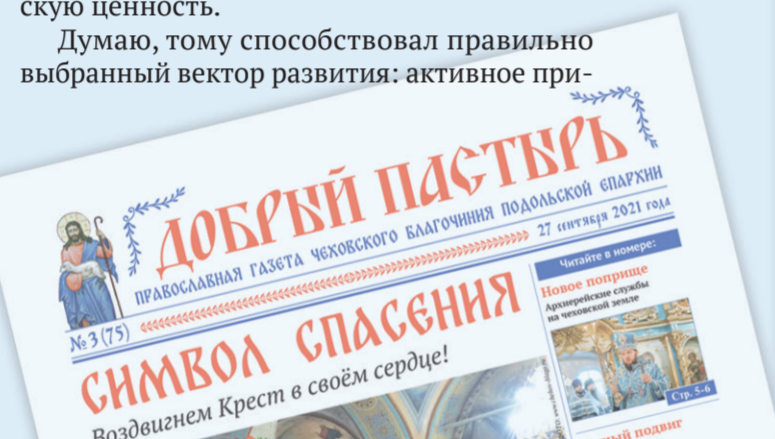 скую ценность.
Думаю, тому способствовал правильно
выбранный вектор развития: активное при-
ДОБРЫЙ ПАСТЫРЬ
ПРАВОСЛАВНАЯ ГАЗЕТА ЧЕХОВСКОГО БЛАГОЧИНИЯ ПОДОЛЬСКОЙ ЕПАРХИИ
№ 3 (75)
27 сентября 2021 года
СИМВОЛ СПАСЕНИЯ
Воздвигнем Крест в своём сердце!
Читайте в номере:
Новое поприще
Архиерейские службы
на чеховской земле
Стр. 5-6
подвиг